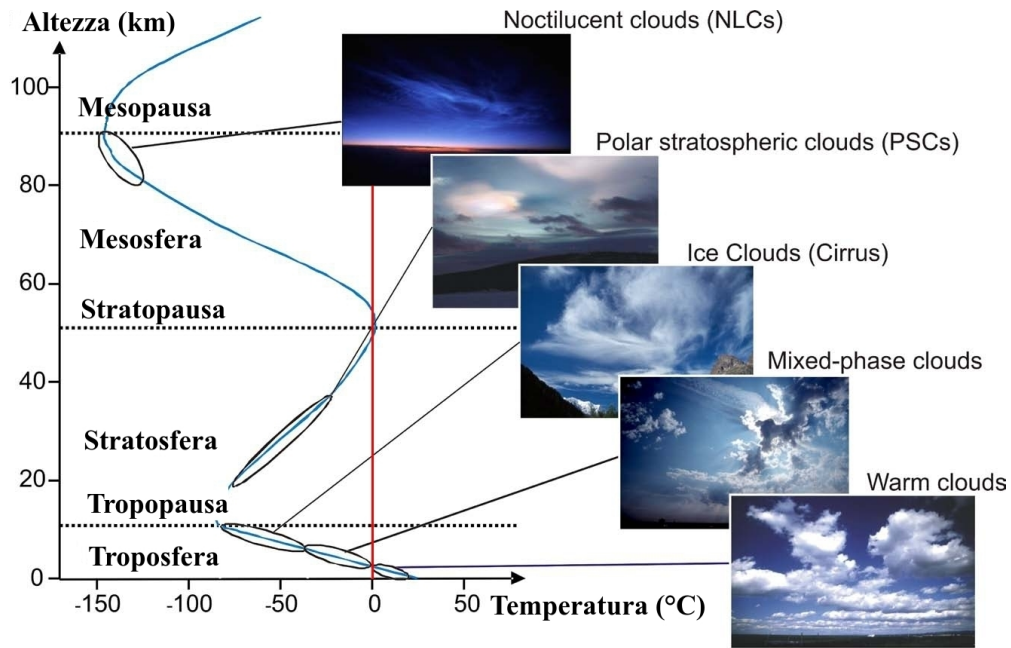 Altezza (km)
Noctilucent clouds (NLCs)
100
Mesopausa
Polar stratospheric clouds (PSCs)
80
Mesosfera
Ice Clouds (Cirrus)
60
Stratopausa
Mixed-phase clouds
40
Stratosfera
20
Warm clouds
Tropopausa
Troposfera
0
-150 -100 -50 0 50 Temperatura (°C)